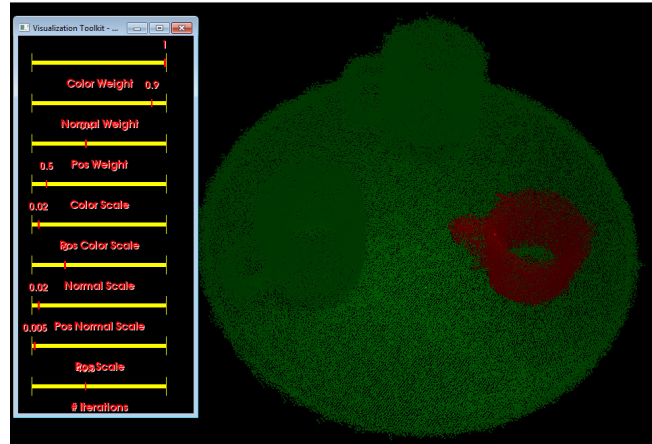 Visualization Toolkit - ...
1
Color Weight
0.9
Normal Weight
Pos Weight
0.5
Color Scale
0.02
Pos Color Scale
Normal Scale
0.02
Pos Normal Scale
0.005
Pos Scale
# Iterations